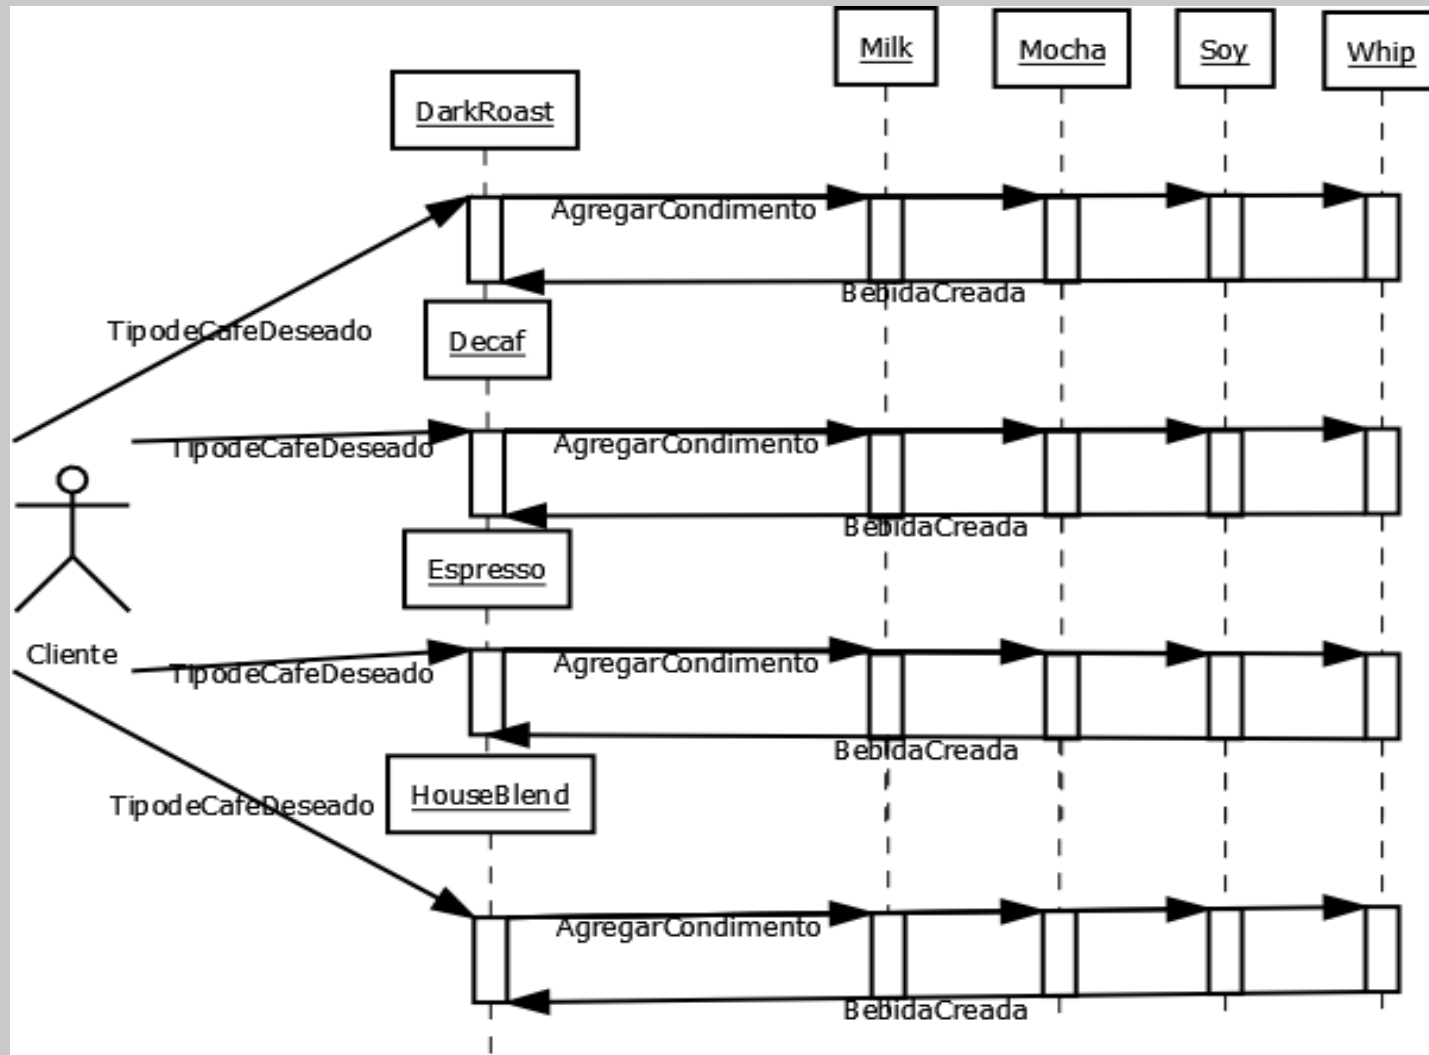 Milk
Mocha
Soy
Whip
DarkRoast
AgregarCondimento
BebidaCreada
TipodeCafeDeseado
Decaf
TipodeCafeDeseado
AgregarCondimento
BebidaCreada
Espresso
Cliente
TipodeCafeDeseado
AgregarCondimento
BebidaCreada
HouseBlend
TipodeCafeDeseado
AgregarCondimento
BebidaCreada